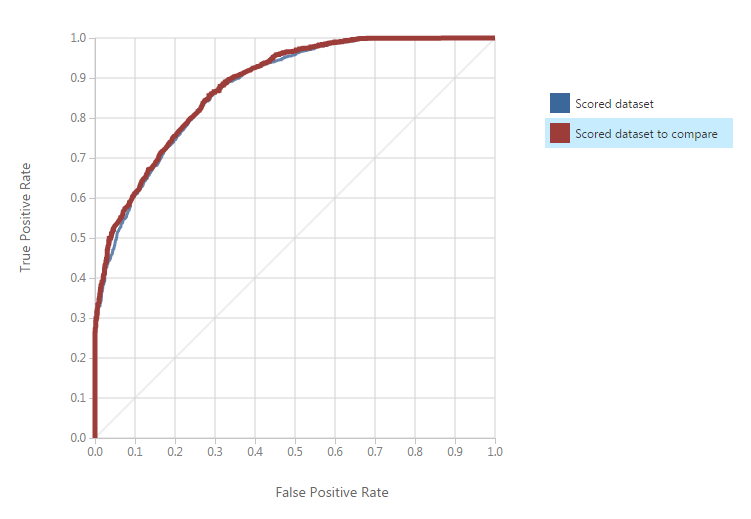 1.0
0.9
0.8
0.7
0.6
0.5
0.4
0.3
0.2
0.1
0.0
True Positive Rate
0.0 0.1 0.2 0.3 0.4 0.5 0.6 0.7 0.8 0.9 1.0
False Positive Rate
Scored dataset
Scored dataset to compare